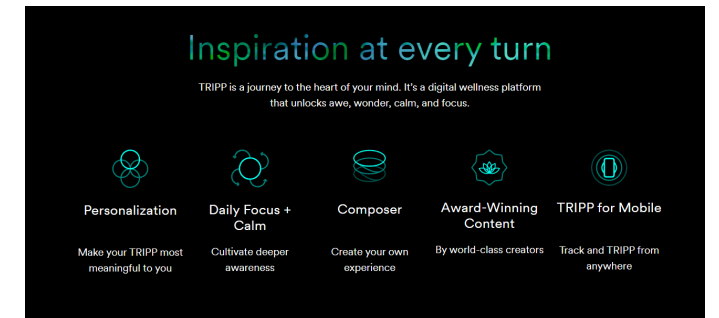 Inspiration at every turn
TRIPP is a journey to the heart of your mind. It's a digital wellness platform
that unlocks awe, wonder, calm, and focus.
Personalization
Make your TRIPP most
meaningful to you
Daily Focus +
Calm
Cultivate deeper
awareness
Composer
Create your own
experience
Award-Winning
Content
By world-class creators
TRIPP for Mobile
Track and TRIPP from
anywhere